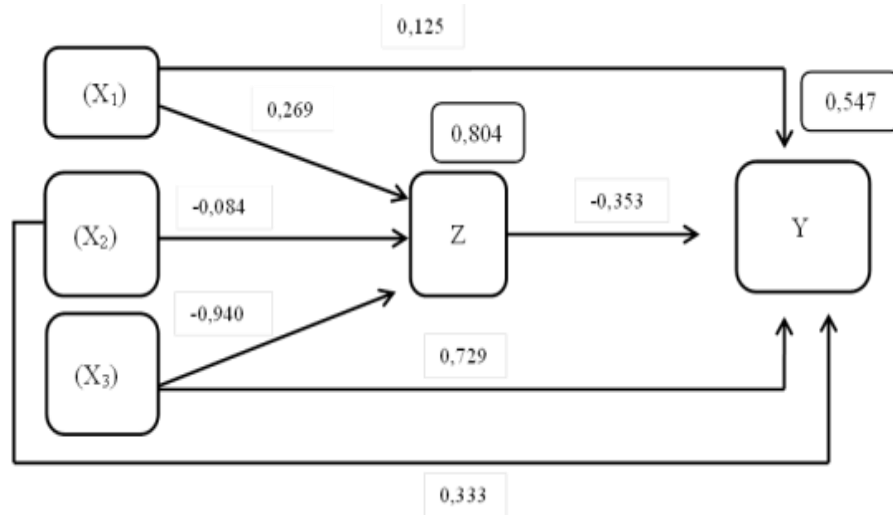 0,125
(X₁)
0,547
0,269
0,804
-0,084
-0,353
(X₂)
Z
Y
-0,940
0,729
(X₃)
0,333